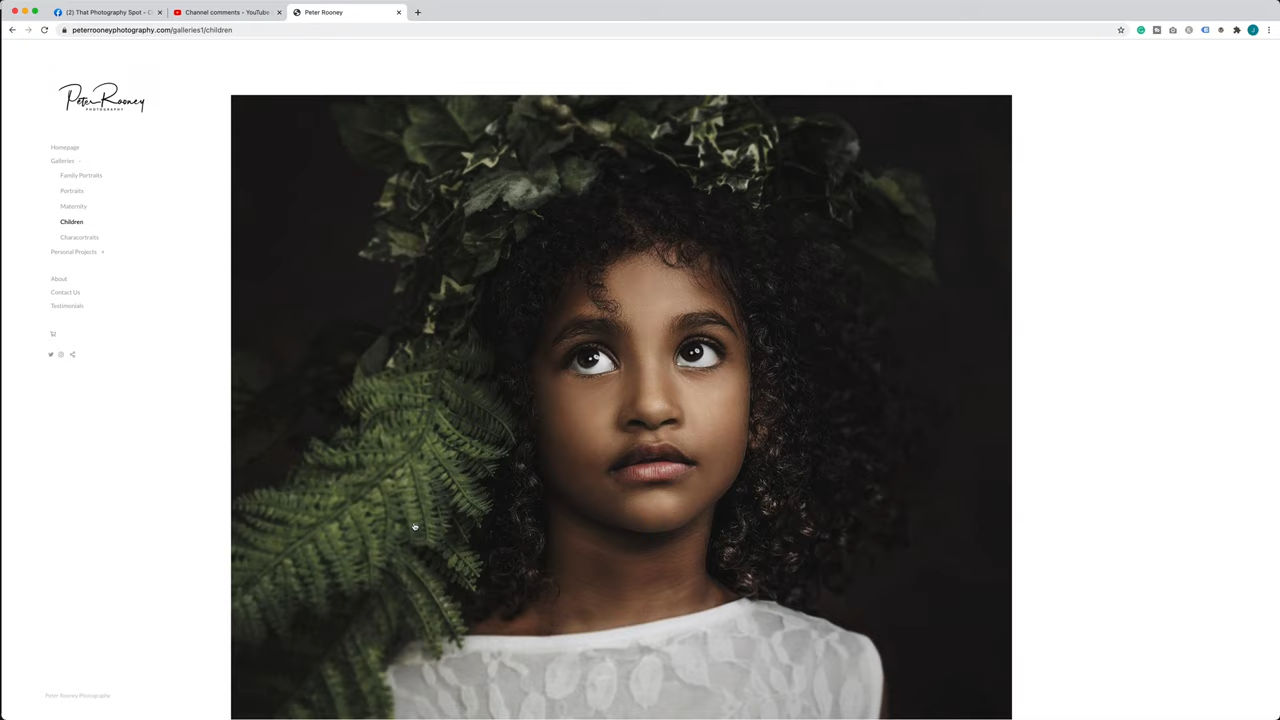 (2) That Photography Spot - C
Channel comments - YouTube
Peter Rooney
peterrooneyphotography.com/galleries1/children
Peter Rooney
PHOTOGRAPHY
Homepage
Galleries –
Family Portraits
Portraits
Maternity
Children
Characortraits
Personal Projects +
About
Contact Us
Testimonials
Peter Rooney Photography